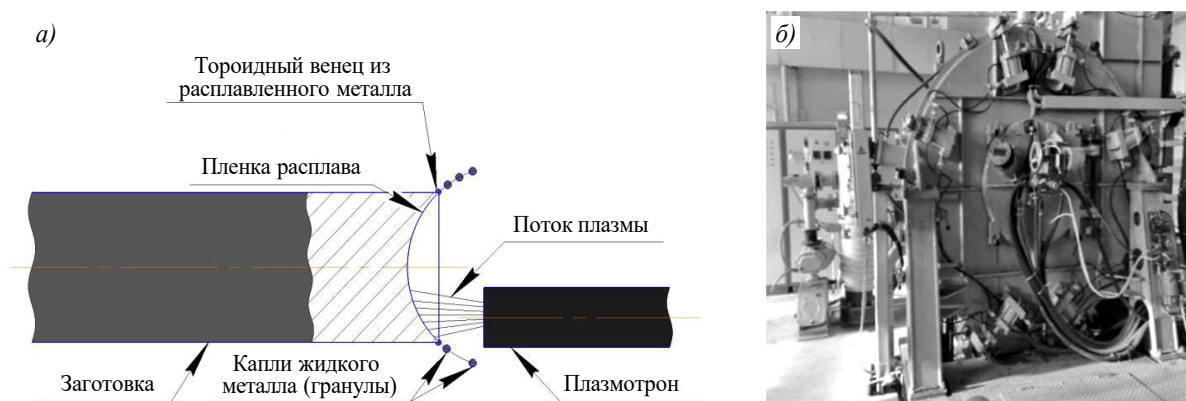 а)
Тороидный венец из
расплавленного металла
Пленка расплава
Поток плазмы
Заготовка
Капли жидкого
металла (гранулы)
Плазмотрон
б)